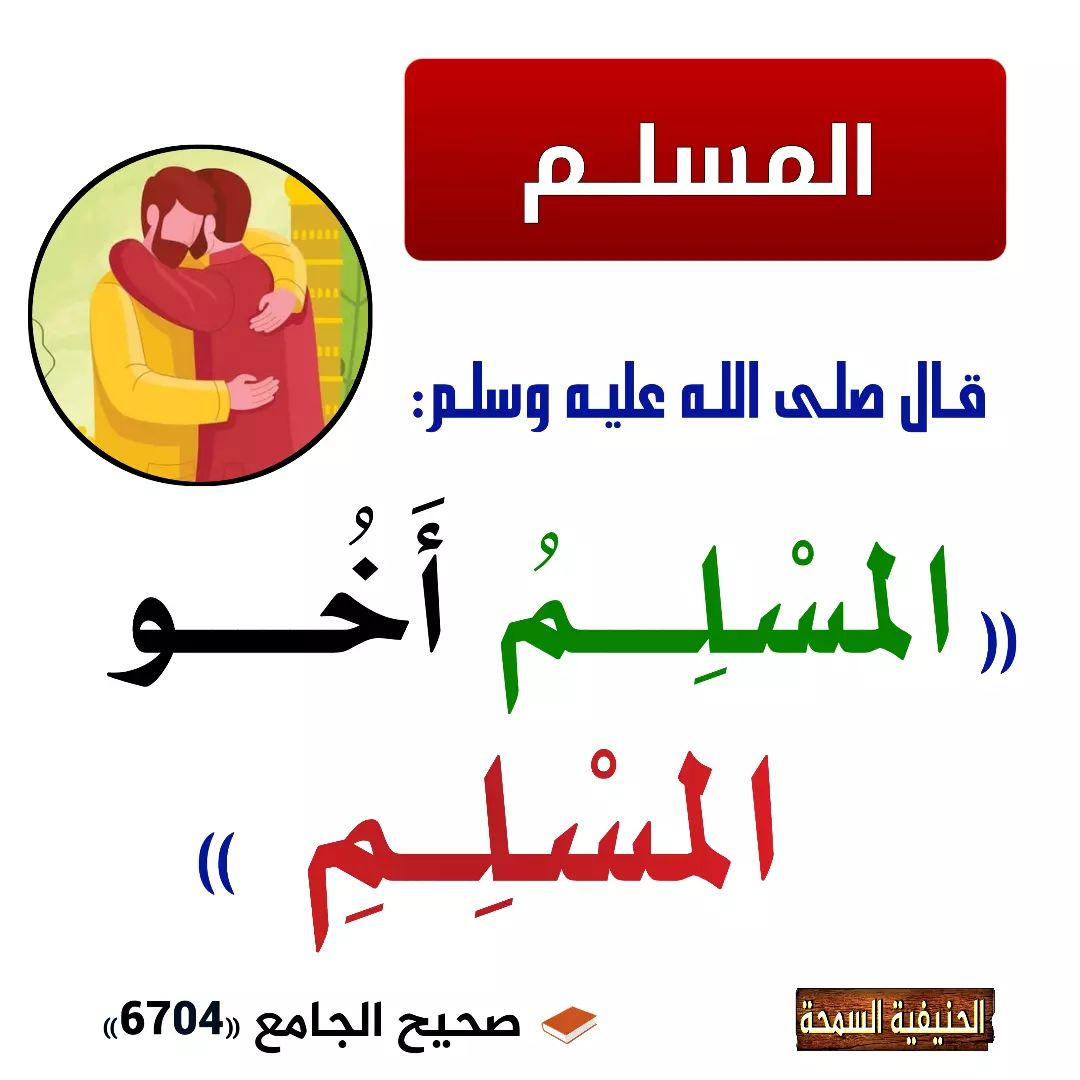 المسلم
قال صلى الله عليه وسلم:
(( المسْلِمُ أَخُو
المسْلِمِ ))
صحيح الجامع ((6704))
الحنيفية السمحة